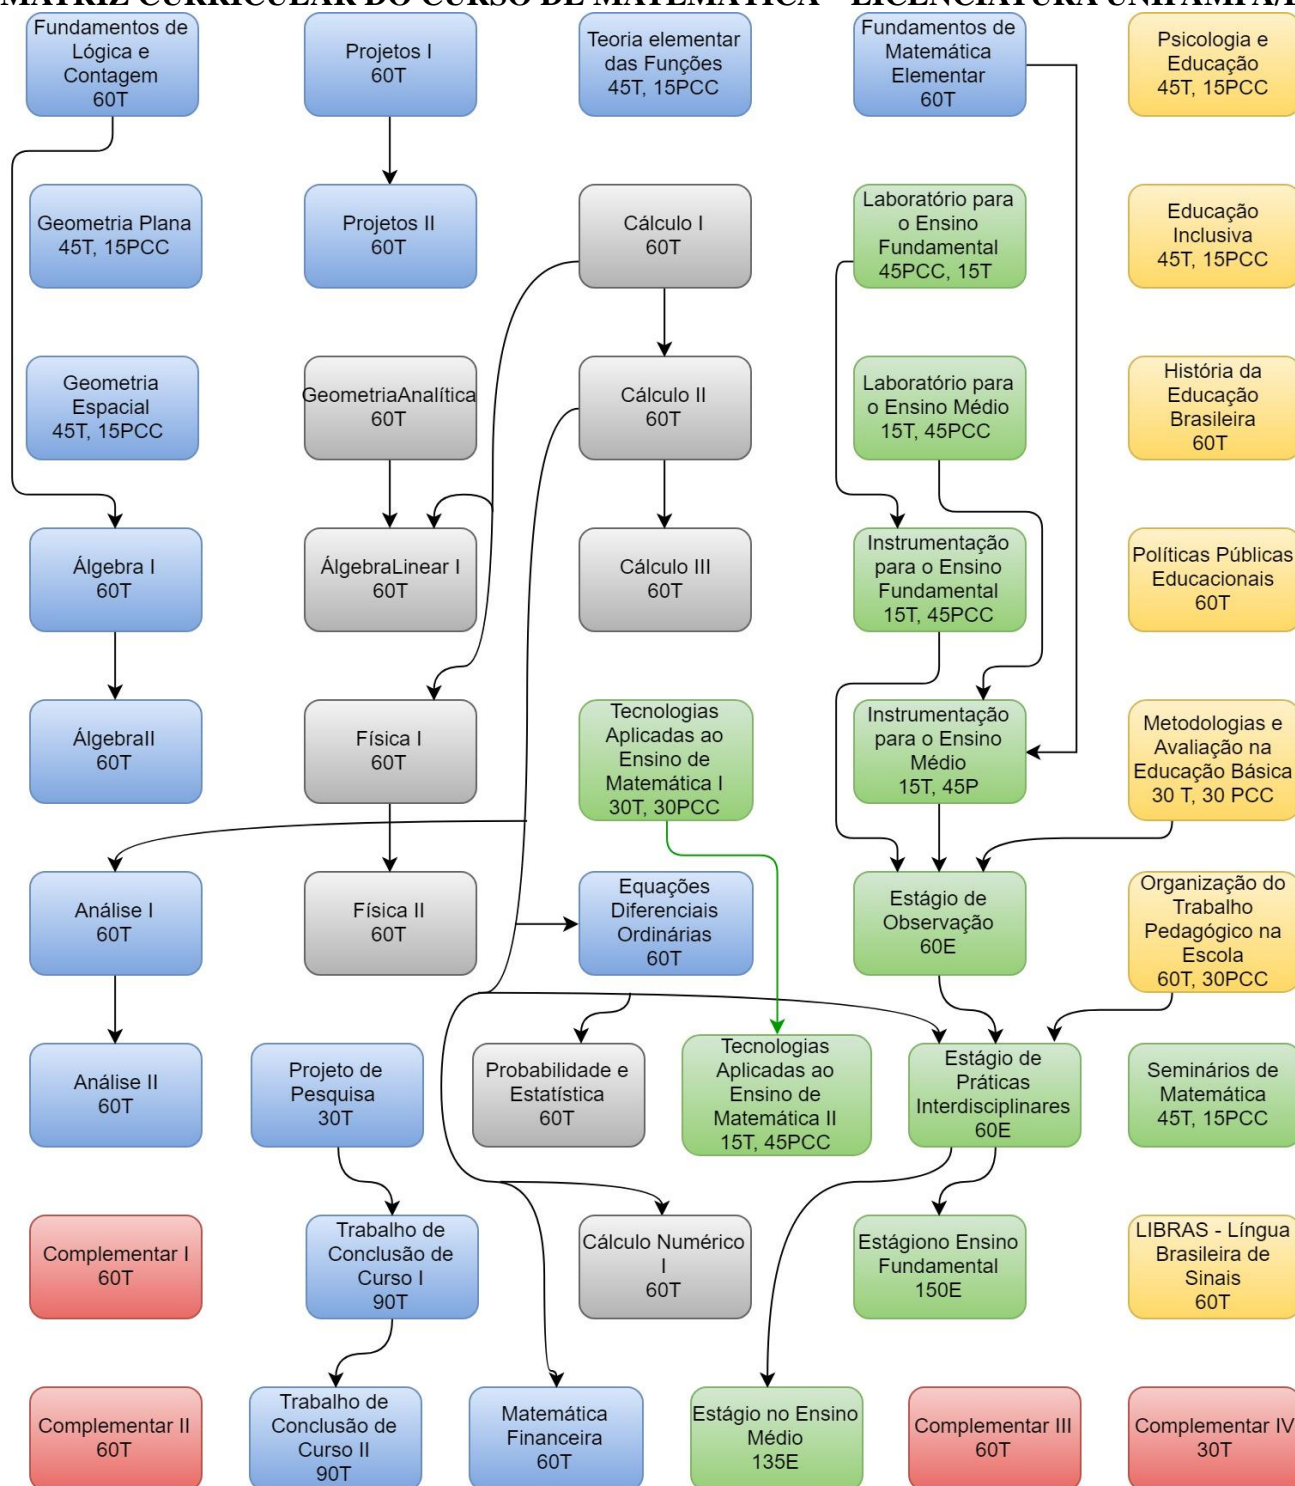 MATRIZ CURRICULAR DO CURSO DE MATEMÁTICA - LICENCIATURA UNIPAMPA/
Fundamentos de
Lógica e
Contagem
60T
Projetos I
60T
Teoria elementar
das Funções
45T, 15PCC
Fundamentos de
Matemática
Elementar
60T
Psicologia e
Educação
45T, 15PCC
Geometria Plana
45T, 15PCC
Projetos II
60T
Cálculo I
60T
Laboratório para
o Ensino
Fundamental
45PCC, 15T
Educação
Inclusiva
45T, 15PCC
Geometria
Espacial
45T, 15PCC
GeometriaAnalítica
60T
Cálculo II
60T
Laboratório para
o Ensino Médio
15T, 45PCC
História da
Educação
Brasileira
60T
Álgebra I
60T
ÁlgebraLinear I
60T
Cálculo III
60T
Instrumentação
para o Ensino
Fundamental
15T, 45PCC
Políticas Públicas
Educacionais
60T
ÁlgebraII
60T
Física I
60T
Tecnologias
Aplicadas ao
Ensino de
Matemática I
30T, 30PCC
Instrumentação
para o Ensino
Médio
15T, 45P
Metodologias e
Avaliação na
Educação Básica
30 T, 30 PCC
Análise I
60T
Física II
60T
Equações
Diferenciais
Ordinárias
60T
Estágio de
Observação
60E
Organização do
Trabalho
Pedagógico na
Escola
60T, 30PCC
Análise II
60T
Projeto de
Pesquisa
30T
Probabilidade e
Estatística
60T
Tecnologias
Aplicadas ao
Ensino de
Matemática II
15T, 45PCC
Estágio de
Práticas
Interdisciplinares
60E
Seminários de
Matemática
45T, 15PCC
Complementar I
60T
Trabalho de
Conclusão de
Curso I
90T
Cálculo Numérico
I
60T
Estágiono Ensino
Fundamental
150E
LIBRAS - Língua
Brasileira de
Sinais
60T
Complementar II
60T
Trabalho de
Conclusão de
Curso II
90T
Matemática
Financeira
60T
Estágio no Ensino
Médio
135E
Complementar III
60T
Complementar IV
30T